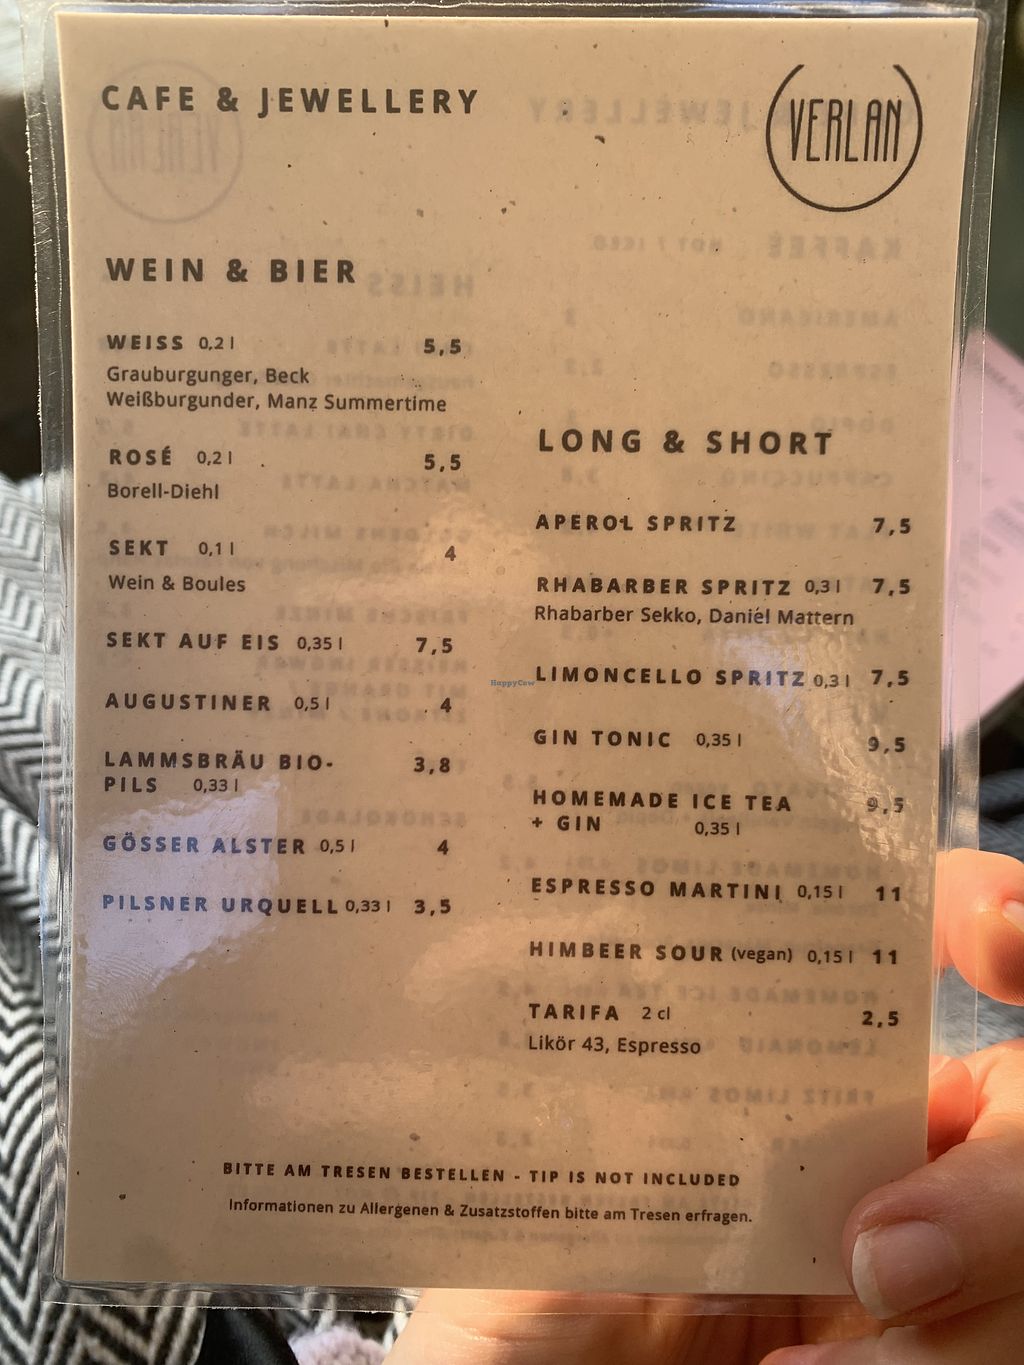 CAFE & JEWELLERY
VERLAN
WEIN & BIER
WEISS 0,2 l 5,5
Grauburgunger, Beck
Weißburgunder, Manz Summertime
ROSÉ 0,2 l 5,5
Borell-Diehl
SEKT 0,1 l 4
Wein & Boules
SEKT AUF EIS 0,35 l 7,5
AUGUSTINER 0,5 l 4
LAMMSBRÄU BIO- 3,8
PILS 0,33 l
GÖSSER ALSTER 0,5 l 4
PILSNER URQUELL 0,33 l 3,5
LONG & SHORT
APEROL SPRITZ 7,5
RHABARBER SPRITZ 0,3 l 7,5
Rhabarber Sekko, Daniel Mattern
HappyCow
LIMONCELLO SPRITZ 0,3 l 7,5
GIN TONIC 0,35 l 9,5
HOMEMADE ICE TEA 9,5
+ GIN 0,35 l
ESPRESSO MARTINI 0,15 l 11
HIMBEER SOUR (vegan) 0,15 l 11
TARIFA 2 cl 2,5
Likör 43, Espresso
BITTE AM TRESEN BESTELLEN - TIP IS NOT INCLUDED
Informationen zu Allergenen & Zusatzstoffen bitte am Tresen erfragen.